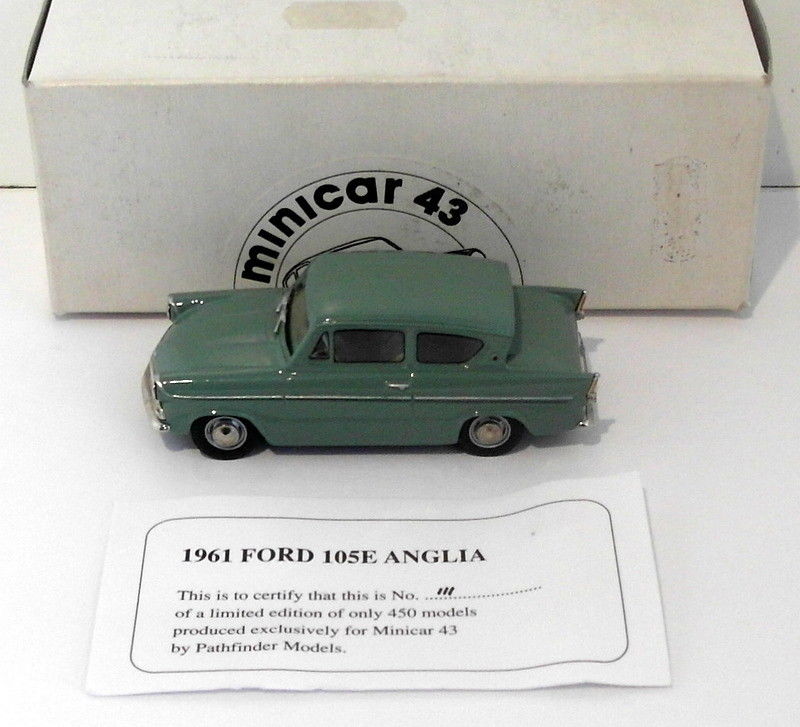 minicar 43
1961 FORD 105E ANGLIA
This is to certify that this is No. ...111....................
of a limited edition of only 450 models
produced exclusively for Minicar 43
by Pathfinder Models.